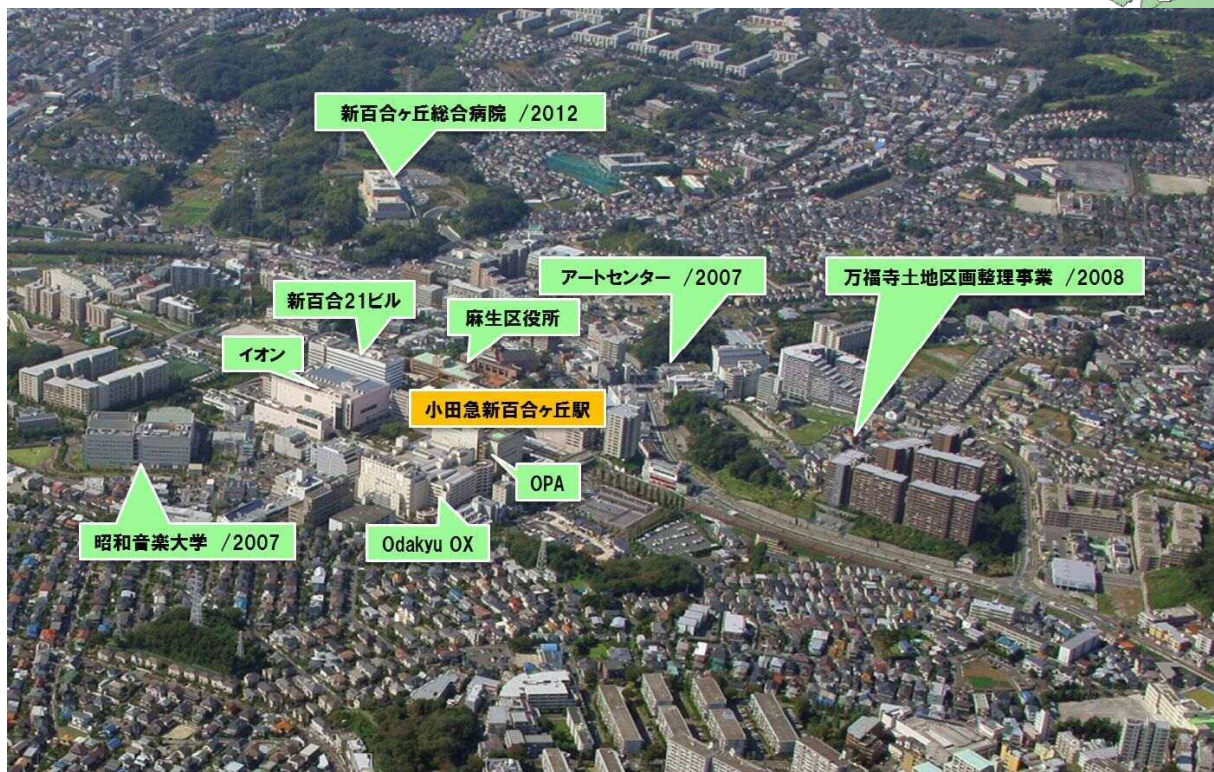 新百合ヶ丘総合病院 /2012
アートセンター /2007
万福寺土地区画整理事業 /2008
新百合21ビル
麻生区役所
イオン
小田急新百合ヶ丘駅
OPA
昭和音楽大学 /2007
Odakyu OX